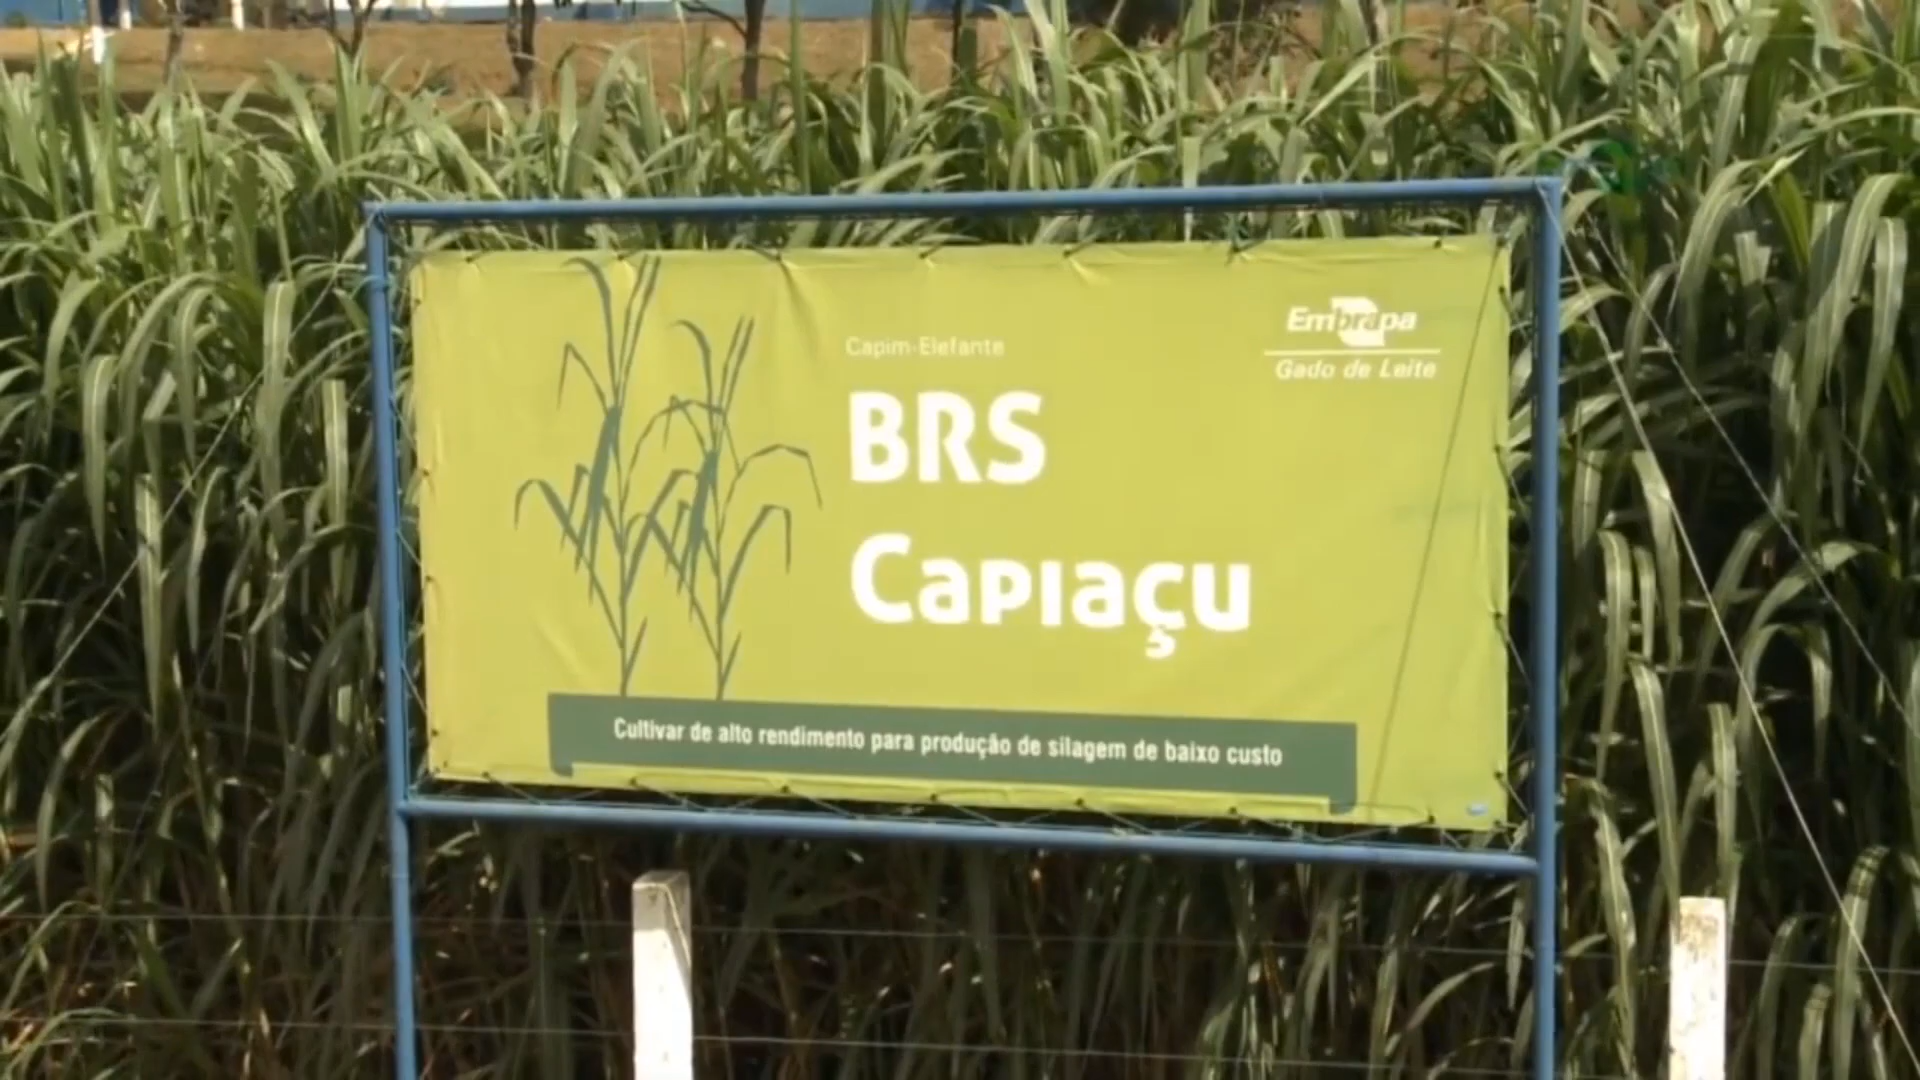 Capim-Elefante
BRS
Capiaçu
Embrapa
Gado de Leite
Cultivar de alto rendimento para produção de silagem de baixo custo